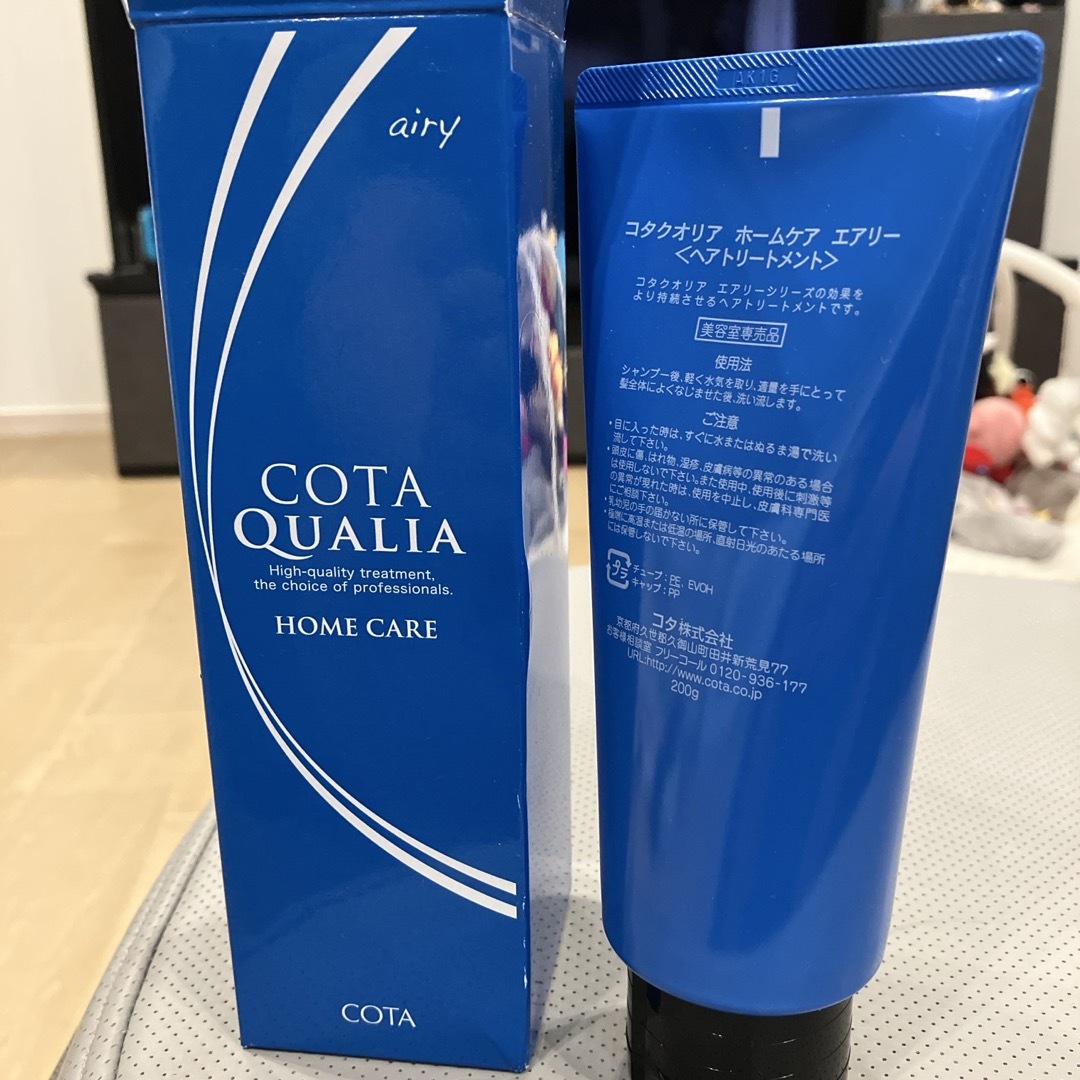 airy
COTA
QUALIA
High-quality treatment,
the choice of professionals.
HOME CARE
COTA
AK1G
コタクオリア ホームケア エアリー
<ヘアトリートメント>
コタクオリア エアリーシリーズの効果を
より持続させるヘアトリートメントです。
美容室専売品
使用法
シャンプー後、軽く水気を取り、適量を手にとって
髪全体によくなじませた後、洗い流します。
ご注意
・目に入った時は、すぐに水またはぬるま湯で洗い
流して下さい。
・頭皮に傷、はれ物、湿疹、皮膚病等の異常のある場合
は使用しないで下さい。また使用中、使用後に刺激等
の異常が現れた時は、使用を中止し、皮膚科専門医
にご相談下さい。
・乳幼児の手の届かない所に保管して下さい。
・極端に高温または低温の場所、直射日光のあたる場所
には保管しないで下さい。
プラ
チューブ:PE、EVOH
キャップ:PP
コタ株式会社
京都府久世郡久御山町田井新荒見77
お客様相談室 フリーコール 0120-936-177
URL:http://www.cota.co.jp
200g